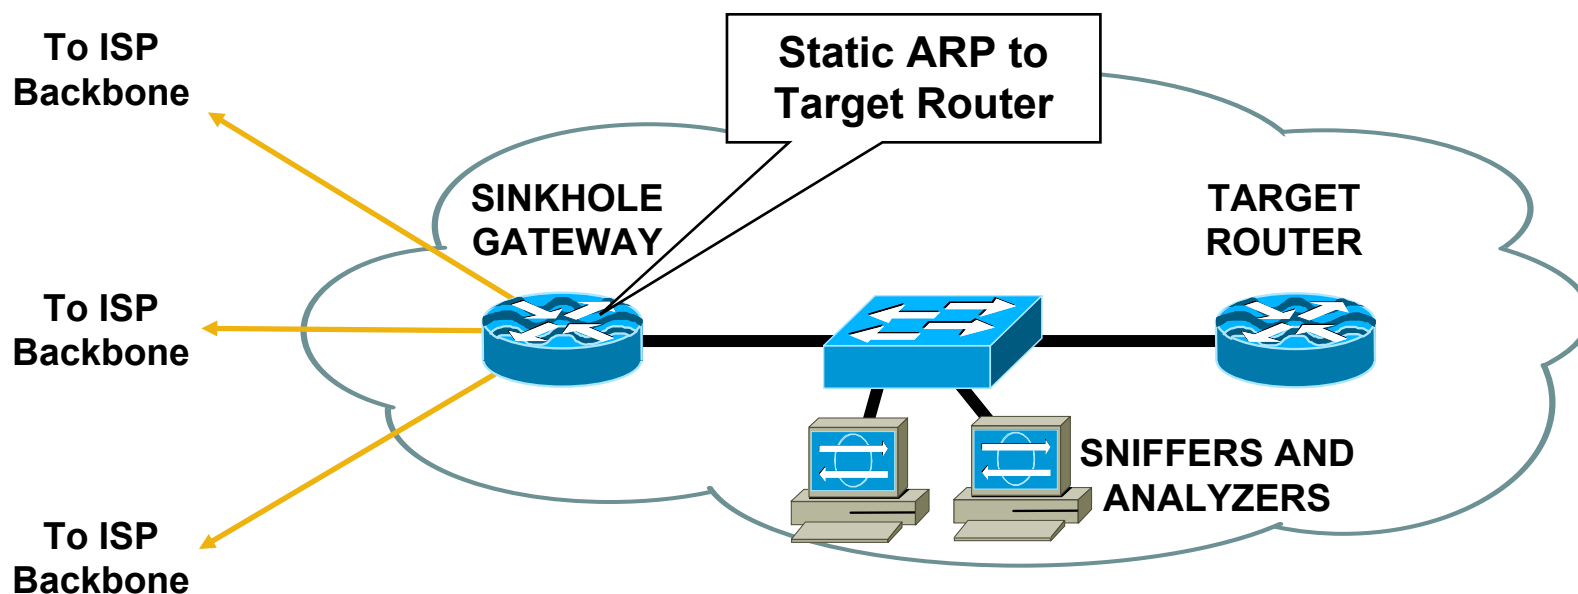 To ISP
Backbone
Static ARP to
Target Router
SINKHOLE
GATEWAY
TARGET
ROUTER
To ISP
Backbone
SNIFFERS AND
ANALYZERS
To ISP
Backbone